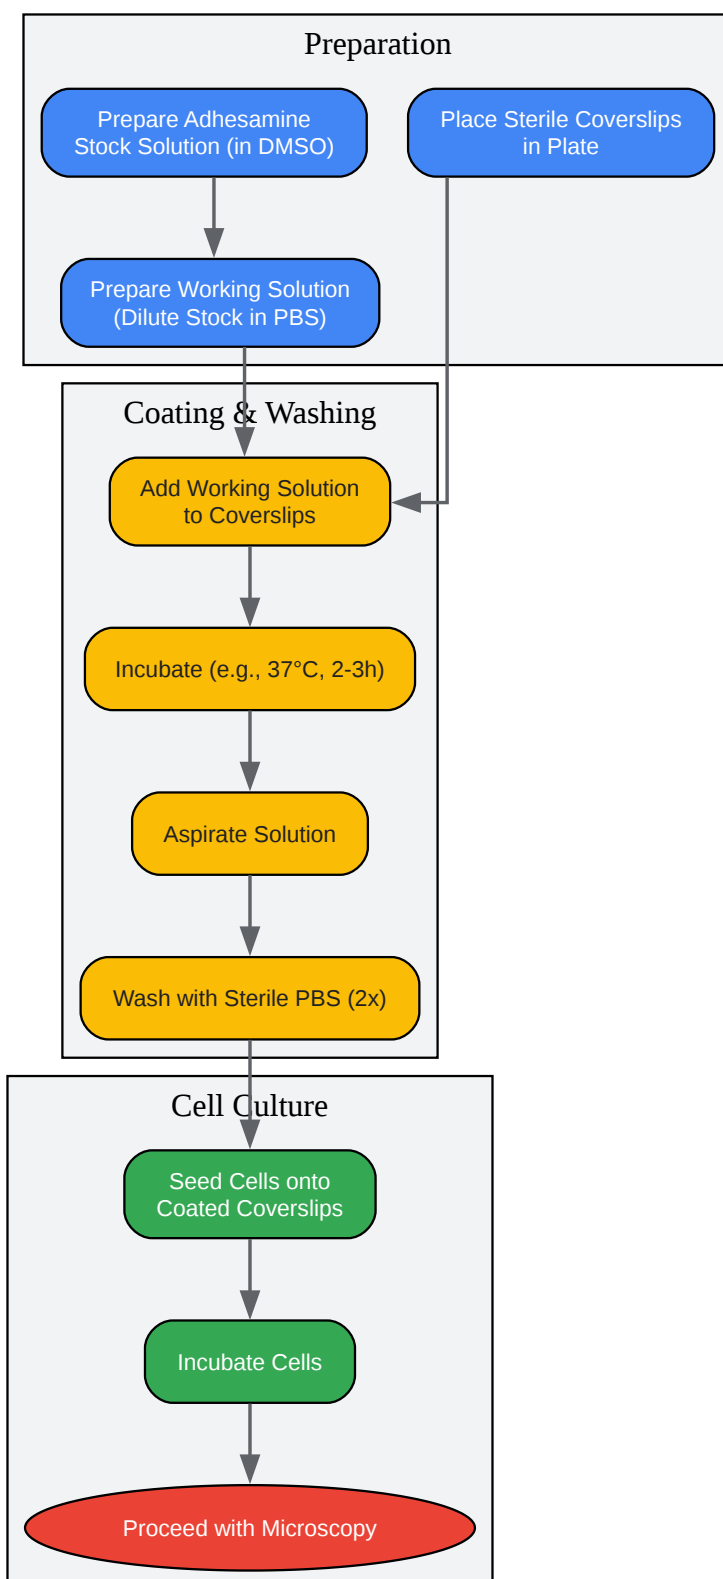 Preparation
Prepare Adhesamine
Stock Solution (in DMSO)
Place Sterile Coverslips
in Plate
Prepare Working Solution
(Dilute Stock in PBS)
Coating & Washing
Add Working Solution
to Coverslips
Incubate (e.g., 37°C, 2-3h)
Aspirate Solution
Wash with Sterile PBS (2x)
Cell Culture
Seed Cells onto
Coated Coverslips
Incubate Cells
Proceed with Microscopy